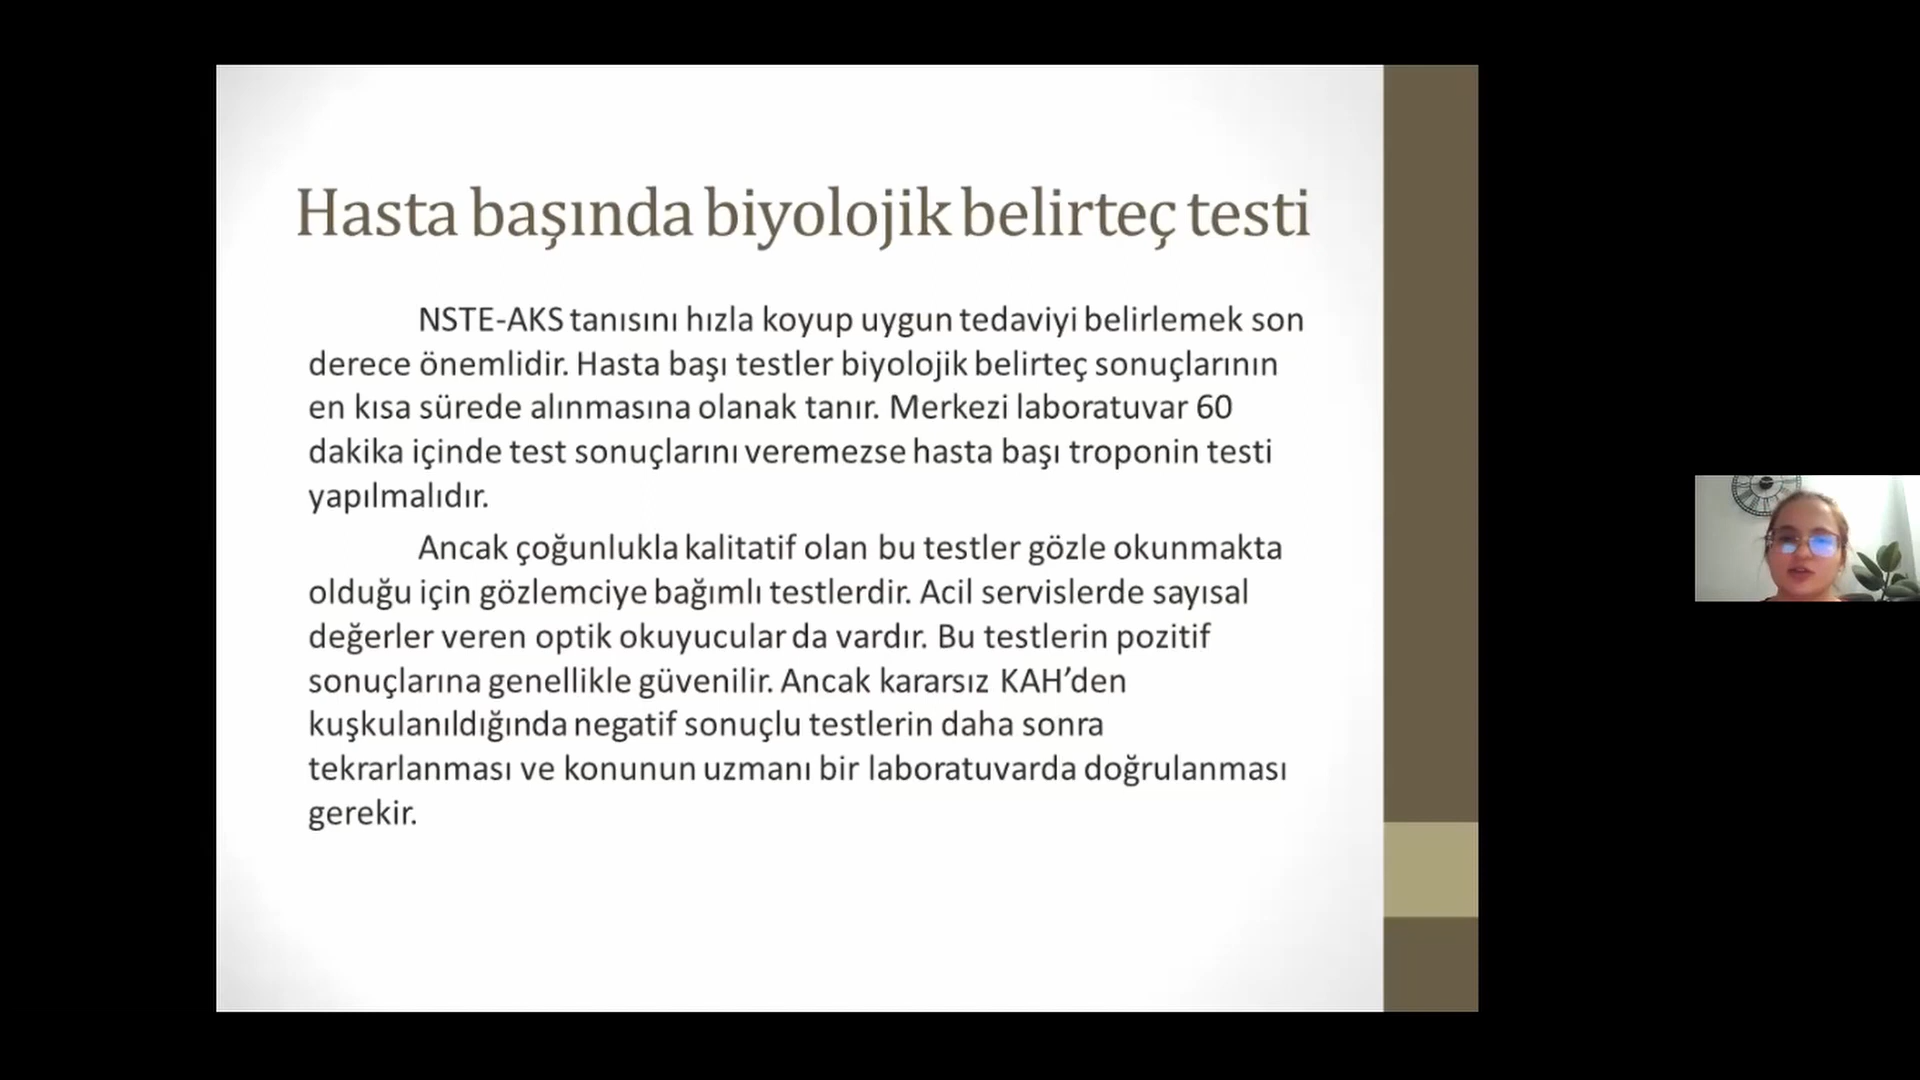 Hasta başında biyolojik belirteç testi
NSTE-AKS tanısını hızla koyup uygun tedaviyi belirlemek son
derece önemlidir. Hasta başı testler biyolojik belirteç sonuçlarının
en kısa sürede alınmasına olanak tanır. Merkezi laboratuvar 60
dakika içinde test sonuçlarını veremezse hasta başı troponin testi
yapılmalıdır.
Ancak çoğunlukla kalitatif olan bu testler gözle okunmakta
olduğu için gözlemciye bağımlı testlerdir. Acil servislerde sayısal
değerler veren optik okuyucular da vardır. Bu testlerin pozitif
sonuçlarına genellikle güvenilir. Ancak kararsız KAH’den
kuşkulanıldığında negatif sonuçlu testlerin daha sonra
tekrarlanması ve konunun uzmanı bir laboratuvarda doğrulanması
gerekir.